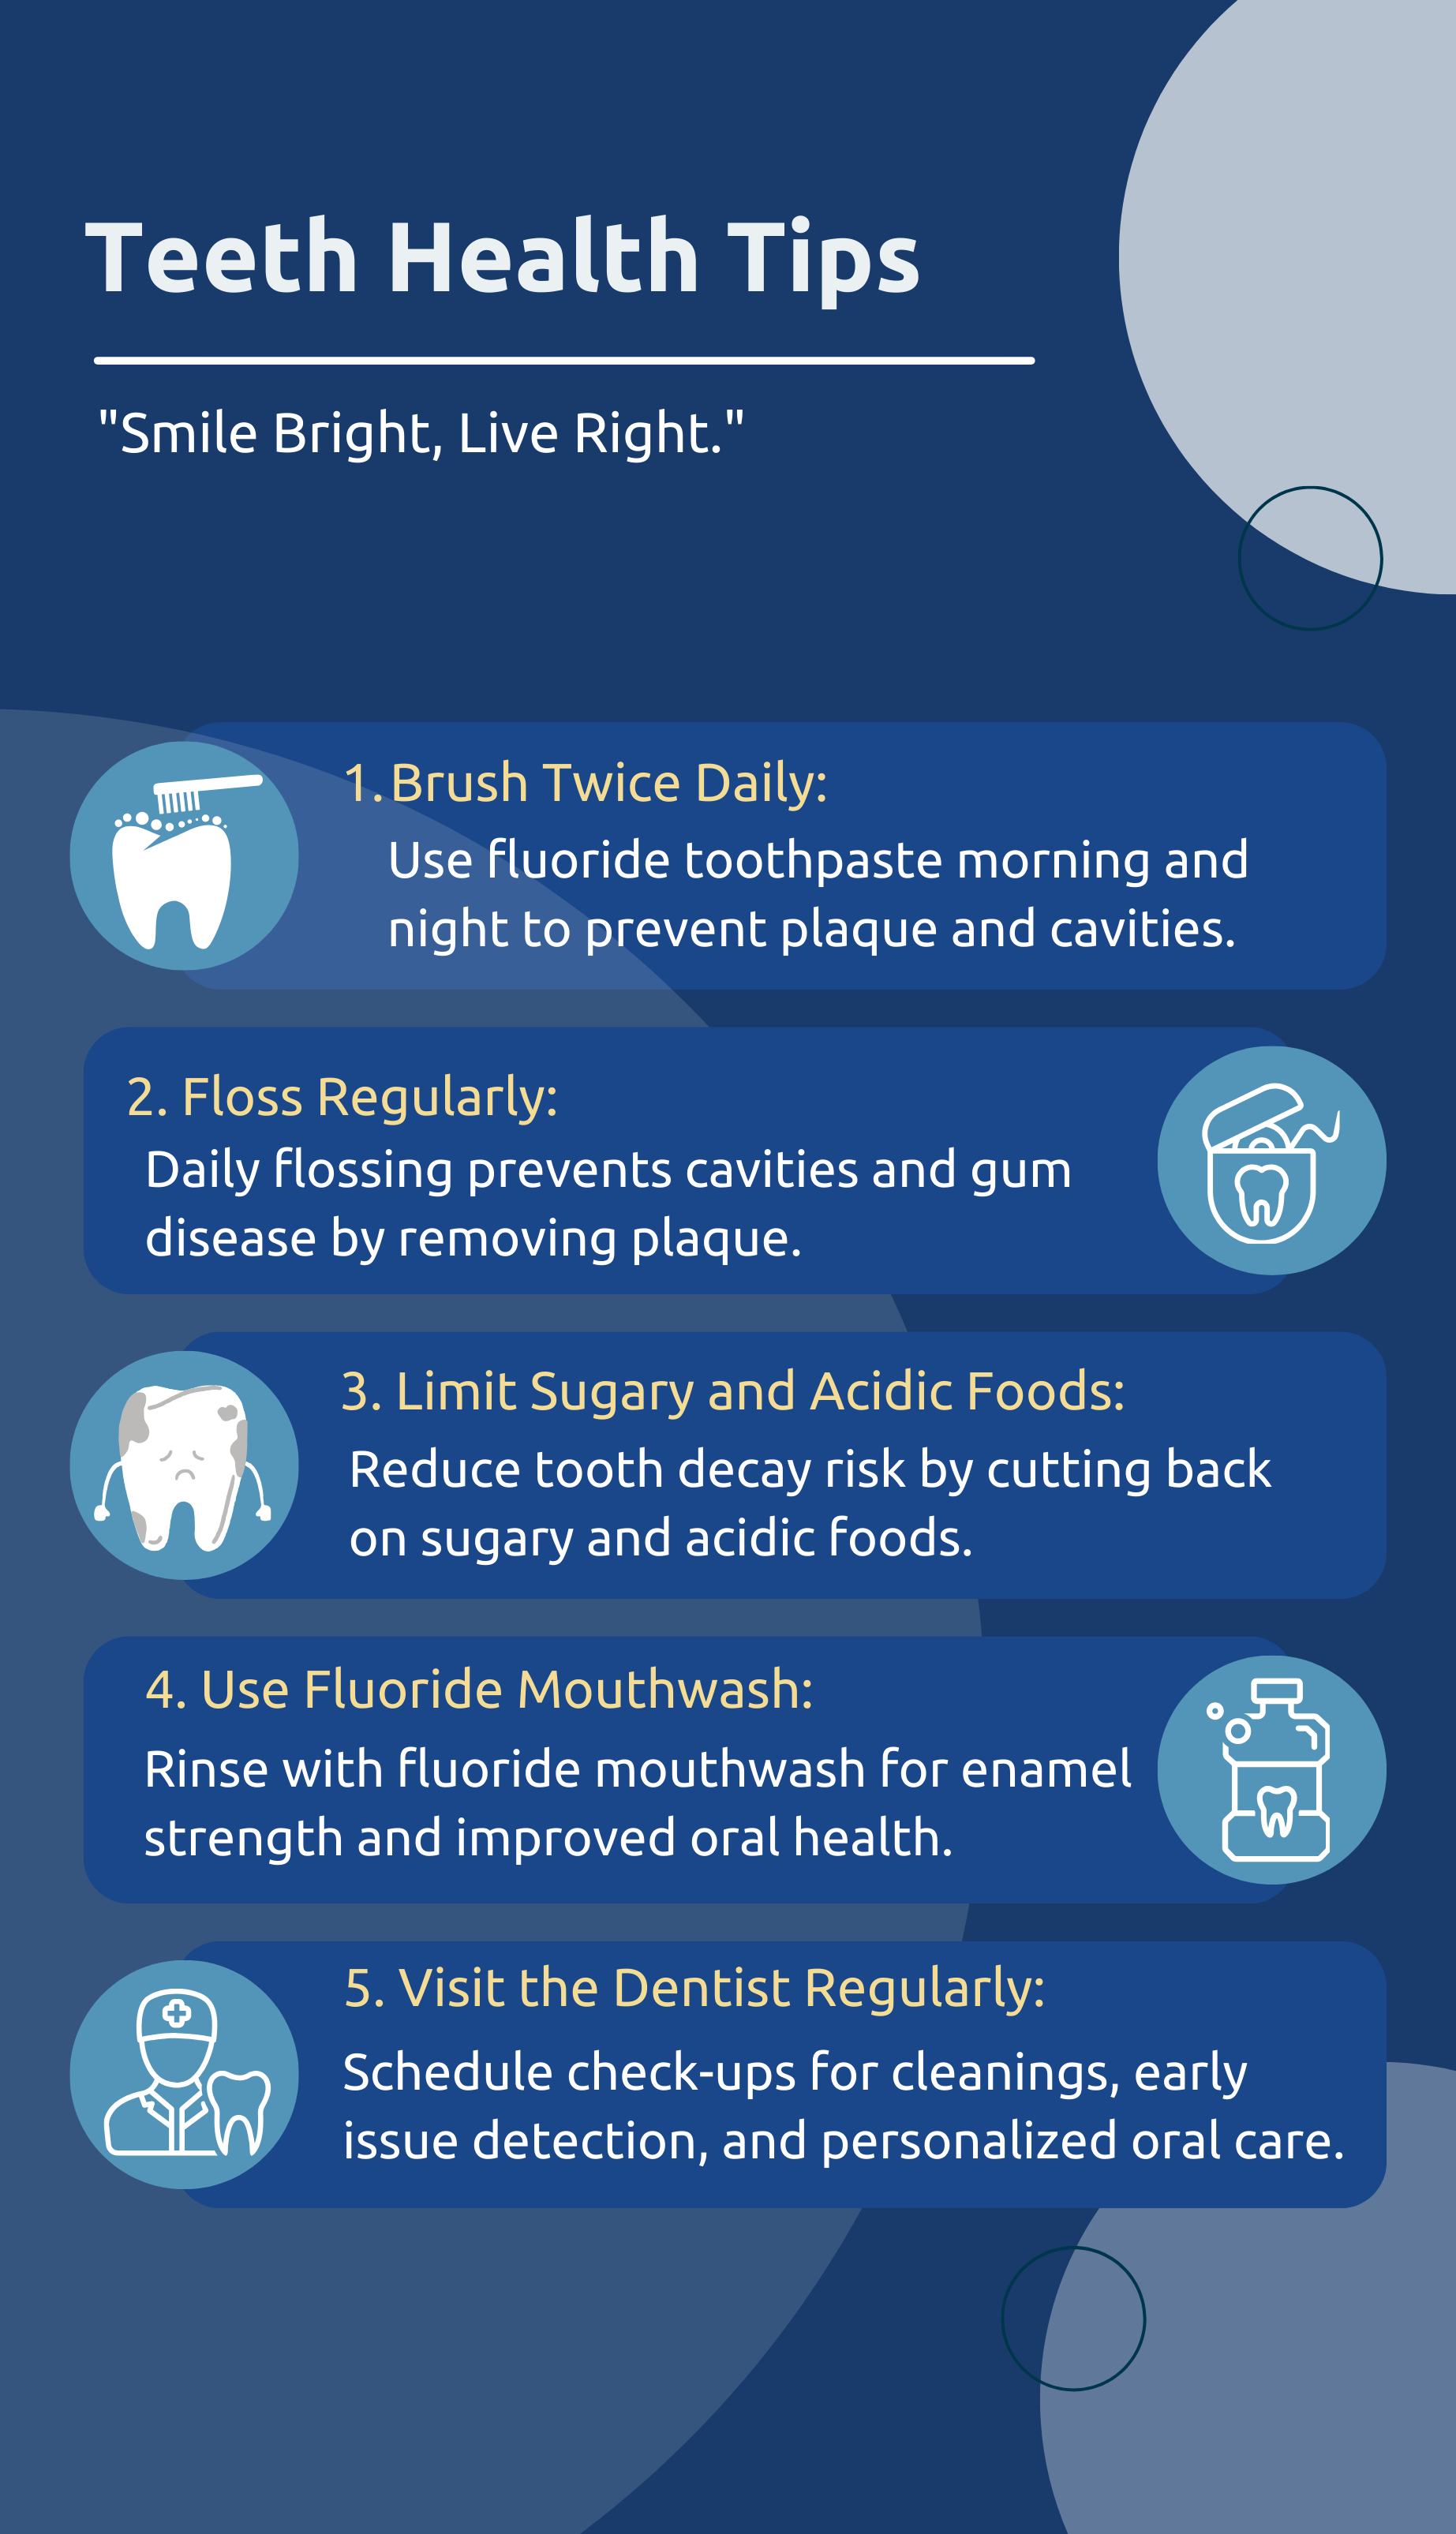 Teeth Health Tips
"Smile Bright, Live Right."
1. Brush Twice Daily:
Use fluoride toothpaste morning and
night to prevent plaque and cavities.
2. Floss Regularly:
Daily flossing prevents cavities and gum
disease by removing plaque.
3. Limit Sugary and Acidic Foods:
Reduce tooth decay risk by cutting back
on sugary and acidic foods.
4. Use Fluoride Mouthwash:
Rinse with fluoride mouthwash for enamel
strength and improved oral health.
5. Visit the Dentist Regularly:
Schedule check-ups for cleanings, early
issue detection, and personalized oral care.